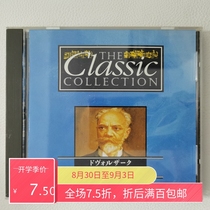 THE
Classic
COLLECTION
ドヴォルザーク
开学季价
8月30日至9月3日
¥
7.50
全场7.5折，折后满百包邮